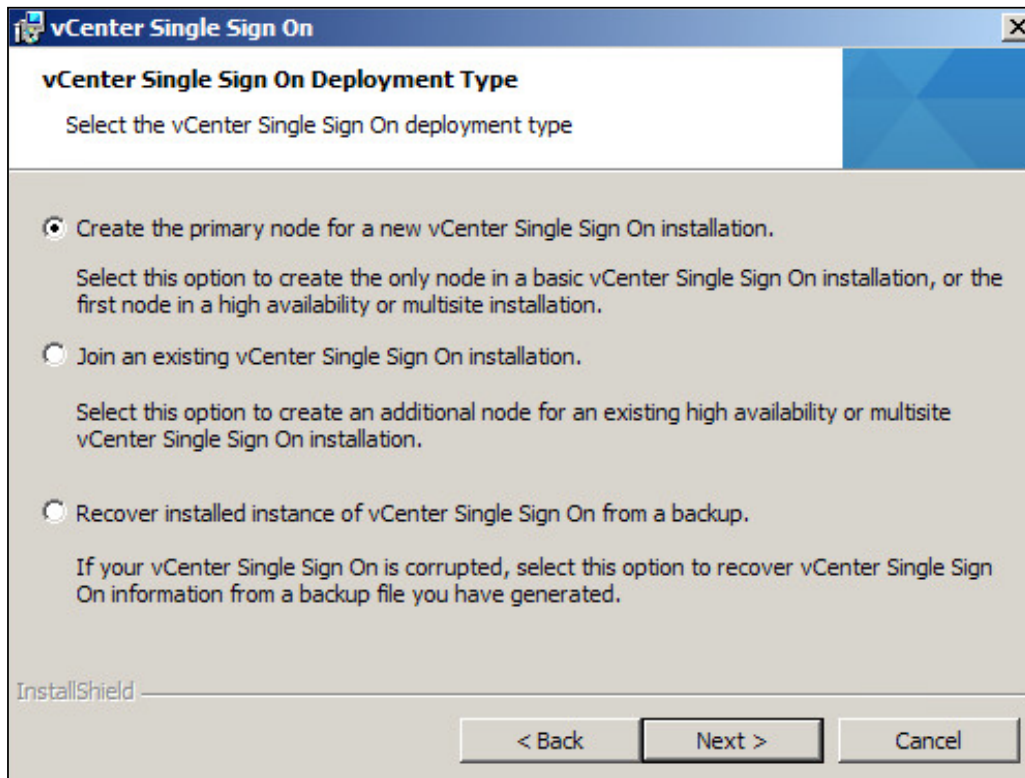 vCenter Single Sign On
vCenter Single Sign On Deployment Type
Select the vCenter Single Sign On deployment type
Create the primary node for a new vCenter Single Sign On installation.
Select this option to create the only node in a basic vCenter Single Sign On installation, or the
first node in a high availability or multisite installation.
Join an existing vCenter Single Sign On installation.
Select this option to create an additional node for an existing high availability or multisite
vCenter Single Sign On installation.
Recover installed instance of vCenter Single Sign On from a backup.
If your vCenter Single Sign On is corrupted, select this option to recover vCenter Single Sign
On information from a backup file you have generated.
InstallShield
< Back Next > Cancel